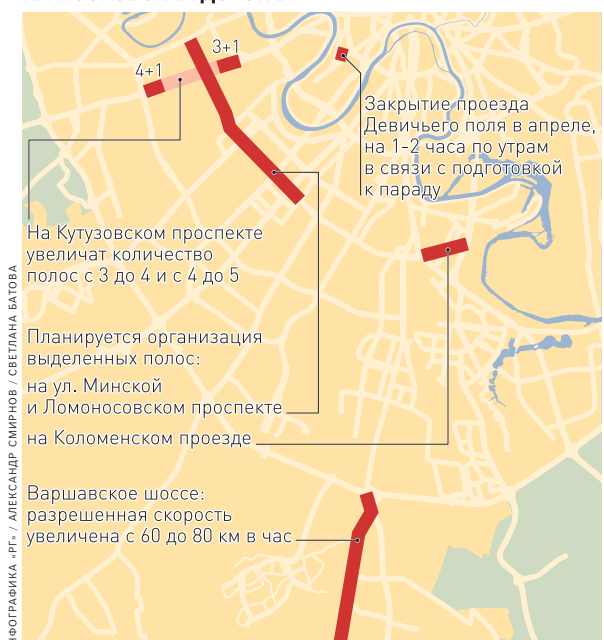 3+1
4+1
Закрытие проезда
Девичьего поля в апреле,
на 1-2 часа по утрам
в связи с подготовкой
к параду
На Кутузовском проспекте
увеличат количество
полос с 3 до 4 и с 4 до 5
Планируется организация
выделенных полос:
на ул. Минской
и Ломоносовском проспекте
на Коломенском проезде
Варшавское шоссе:
разрешенная скорость
увеличена с 60 до 80 км в час
НФОГРАФИКА «РГ» / АЛЕКСАНДР СМИРНОВ / СВЕТЛАНА БАТОВА